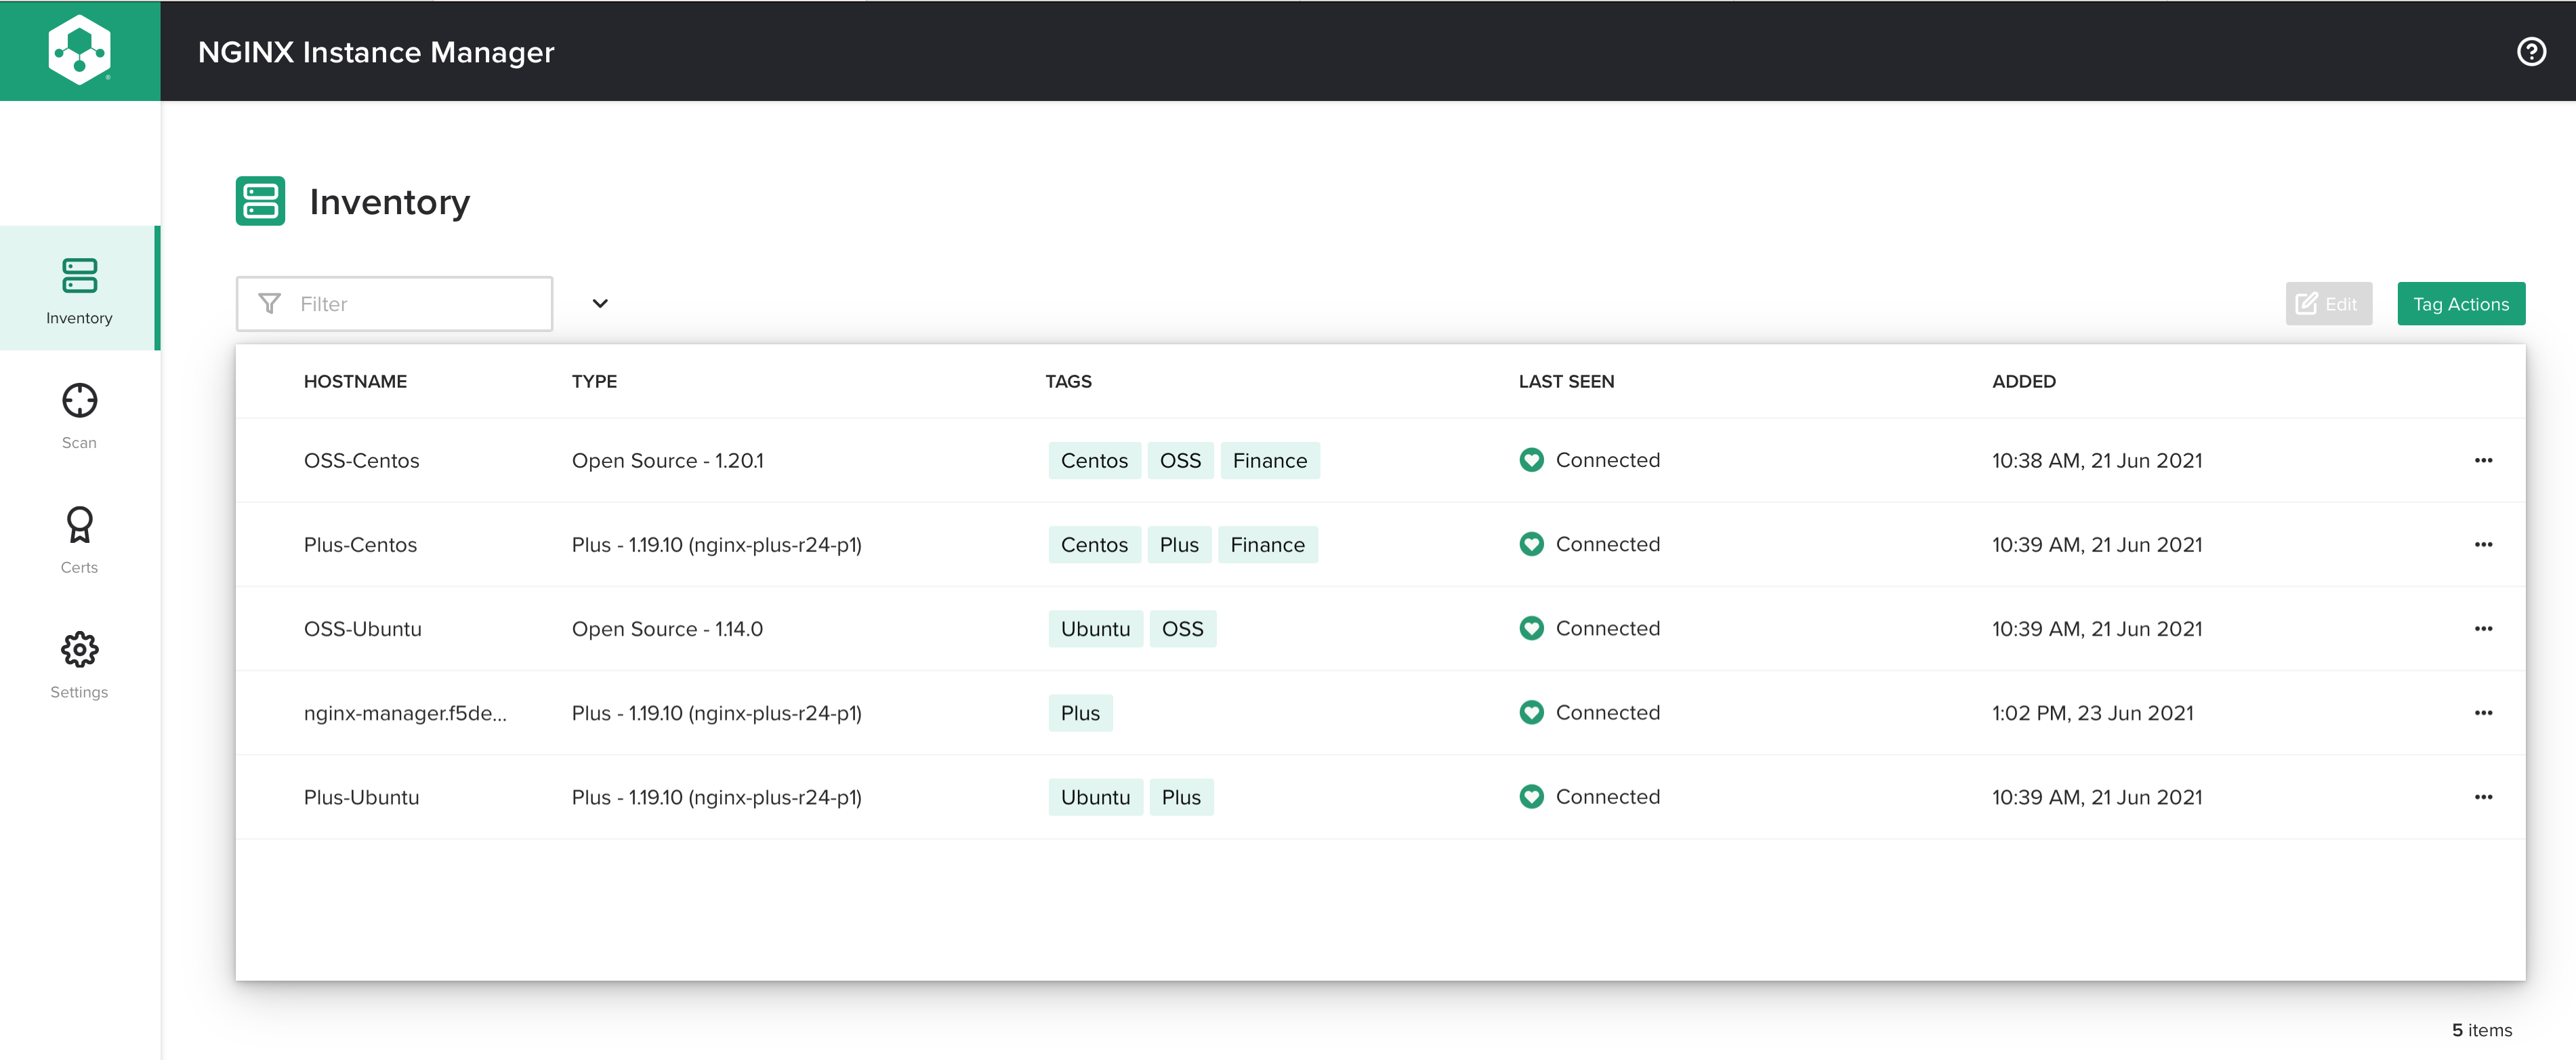 NGINX Instance Manager
Inventory
Inventory
Scan
Certs
Settings
Filter
Edit
Tag Actions
HOSTNAME TYPE TAGS LAST SEEN ADDED
OSS-Centos Open Source - 1.20.1 Centos OSS Finance Connected 10:38 AM, 21 Jun 2021
Plus-Centos Plus - 1.19.10 (nginx-plus-r24-p1) Centos Plus Finance Connected 10:39 AM, 21 Jun 2021
OSS-Ubuntu Open Source - 1.14.0 Ubuntu OSS Connected 10:39 AM, 21 Jun 2021
nginx-manager.f5de... Plus - 1.19.10 (nginx-plus-r24-p1) Plus Connected 1:02 PM, 23 Jun 2021
Plus-Ubuntu Plus - 1.19.10 (nginx-plus-r24-p1) Ubuntu Plus Connected 10:39 AM, 21 Jun 2021
5 items